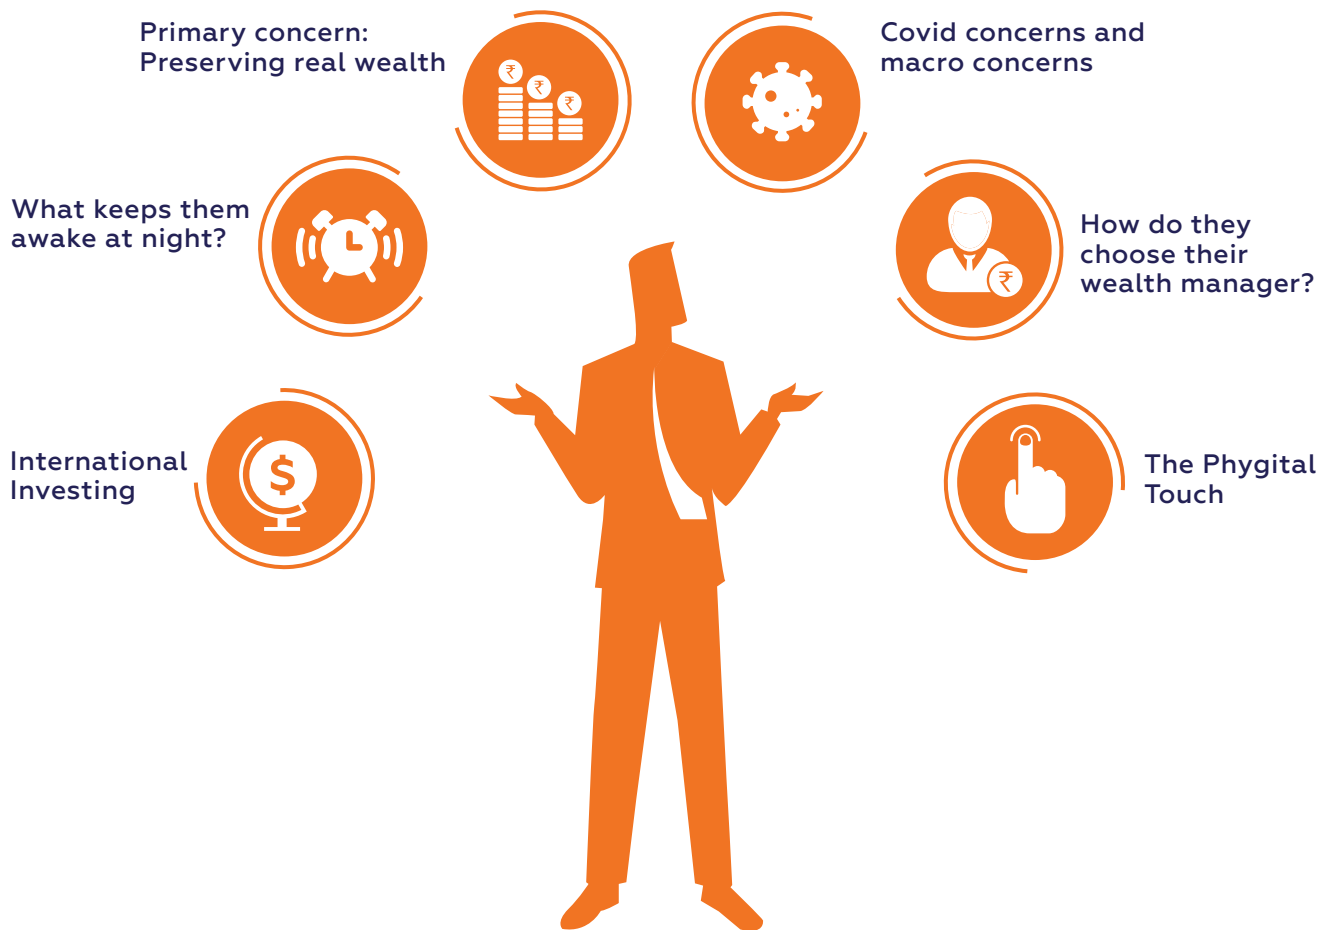 Primary concern:
Preserving real wealth
₹
₹
₹
Covid concerns and
macro concerns
What keeps them
awake at night?
How do they
choose their
wealth manager?
₹
International
Investing
$
The Phygital
Touch